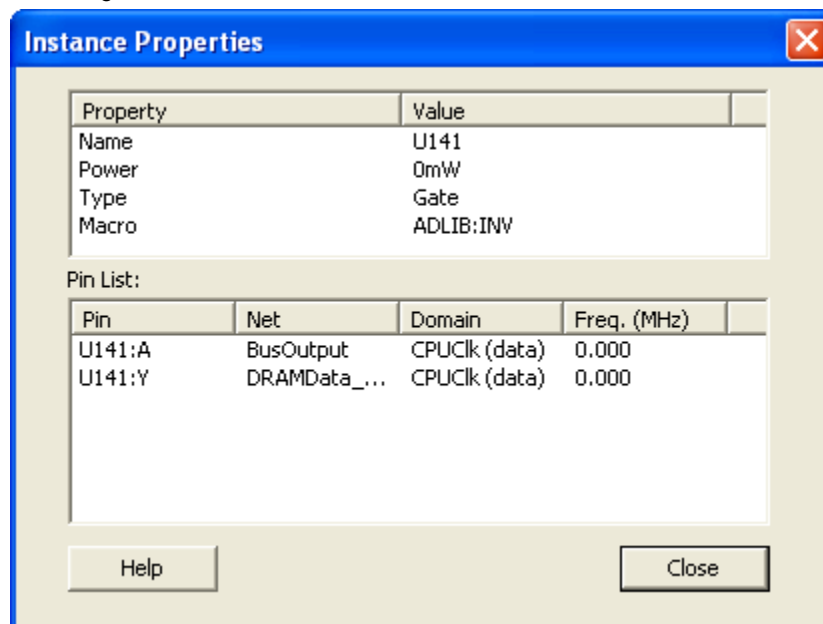 Instance Properties
Property Value
Name U141
Power 0mW
Type Gate
Macro ADLIB:INV
Pin List:
Pin Net Domain Freq. (MHz)
U141:A BusOutput CPUClk (data) 0.000
U141:Y DRAMData_... CPUClk (data) 0.000
Help Close